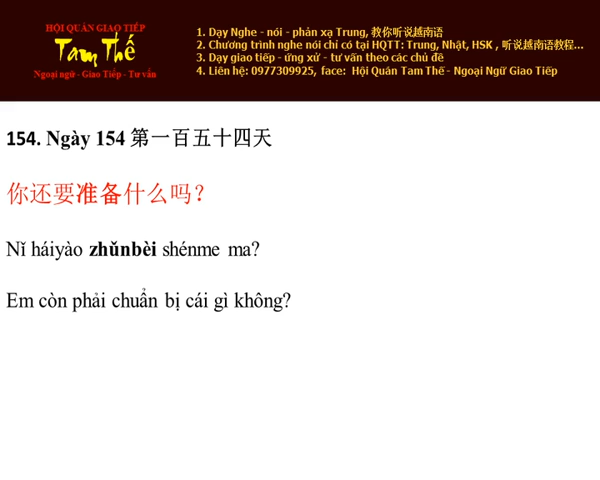 HỘI QUÁN GIAO TIẾP
Tam Thế
Ngoại ngữ - Giao Tiếp - Tư vấn
1. Dạy Nghe - nói - phản xạ Trung, 教你听说越南语
2. Chương trình nghe nói chỉ có tại HQTT: Trung, Nhật, HSK , 听说越南语教程...
3. Dạy giao tiếp - ứng xử - tư vấn theo các chủ đề
4. Liên hệ: 0977309925, face: Hội Quán Tam Thế - Ngoại Ngữ Giao Tiếp
154. Ngày 154 第一百五十四天
你还要准备什么吗？
Nǐ háiyào zhǔnbèi shénme ma?
Em còn phải chuẩn bị cái gì không?